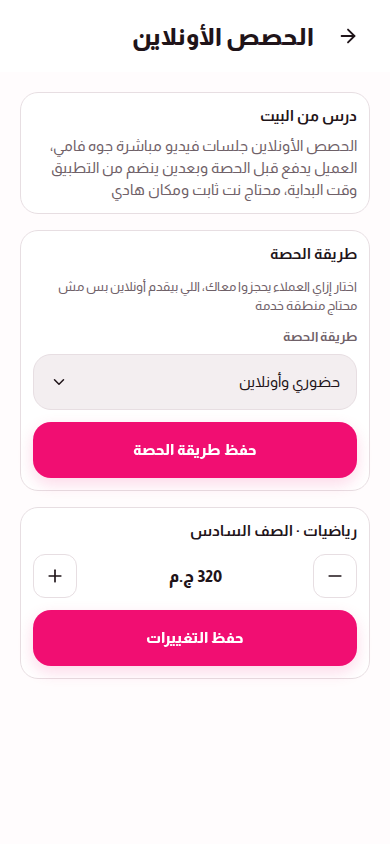 الحصص الأونلاين
درس من البيت
الحصص الأونلاين جلسات فيديو مباشرة جوه فامي،
العميل يدفع قبل الحصة وبعدين ينضم من التطبيق
وقت البداية، محتاج نت ثابت ومكان هادي
طريقة الحصة
اختار إزاي العملاء يحجزوا معاك، اللي بيقدم أونلاين بس مش
محتاج منطقة خدمة
طريقة الحصة
حضوري وأونلاين
حفظ طريقة الحصة
رياضيات · الصف السادس
320 ج.م
حفظ التغييرات